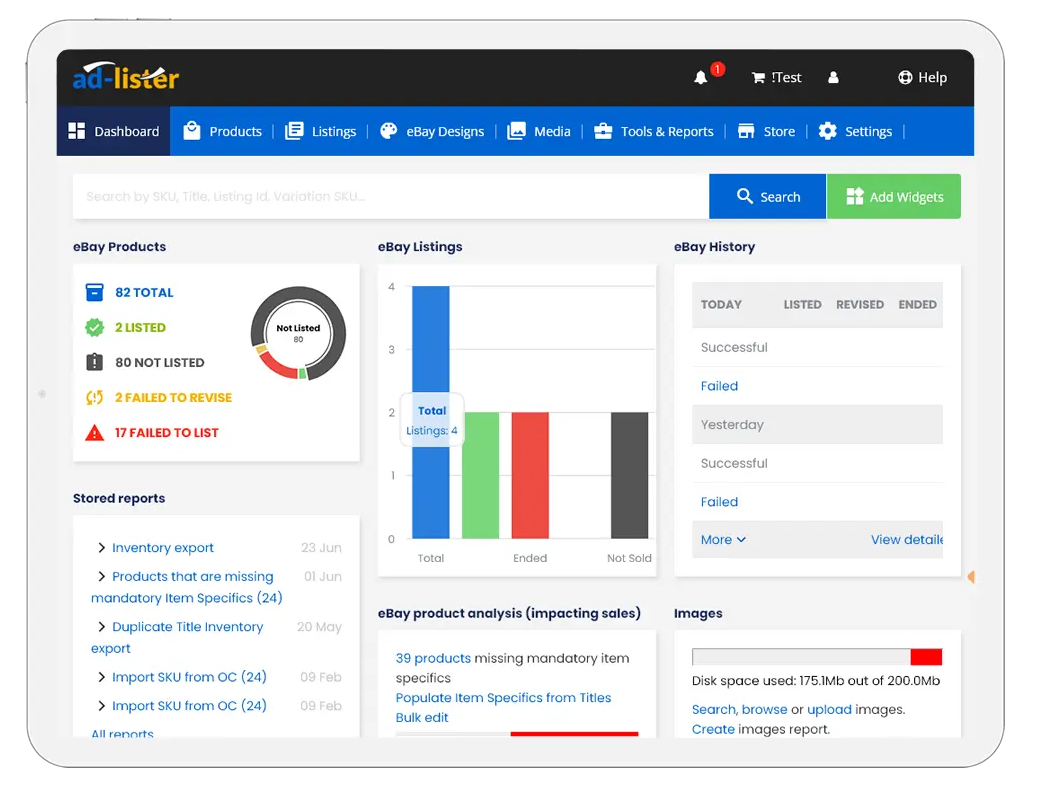 ad-lister
1
!Test
Help
Dashboard
Products
Listings
eBay Designs
Media
Tools & Reports
Store
Settings
Search by SKU, Title, Listing Id, Variation SKU...
Search
Add Widgets
eBay Products
82 TOTAL
2 LISTED
80 NOT LISTED
2 FAILED TO REVISE
17 FAILED TO LIST
Not Listed
80
Stored reports
Inventory export 23 Jun
Products that are missing 01 Jun
mandatory Item Specifics (24)
Duplicate Title Inventory 20 May
export
Import SKU from OC (24) 09 Feb
Import SKU from OC (24) 09 Feb
All reports
eBay Listings
4
3
2
1
0
Total
Listings: 4
Total
Ended
Not Sold
eBay product analysis (impacting sales)
39 products missing mandatory item
specifics
Populate Item Specifics from Titles
Bulk edit
eBay History
TODAY LISTED REVISED ENDED
Successful
Failed
Yesterday
Successful
Failed
More View detaile
Images
Disk space used: 175.1Mb out of 200.0Mb
Search, browse or upload images.
Create images report.